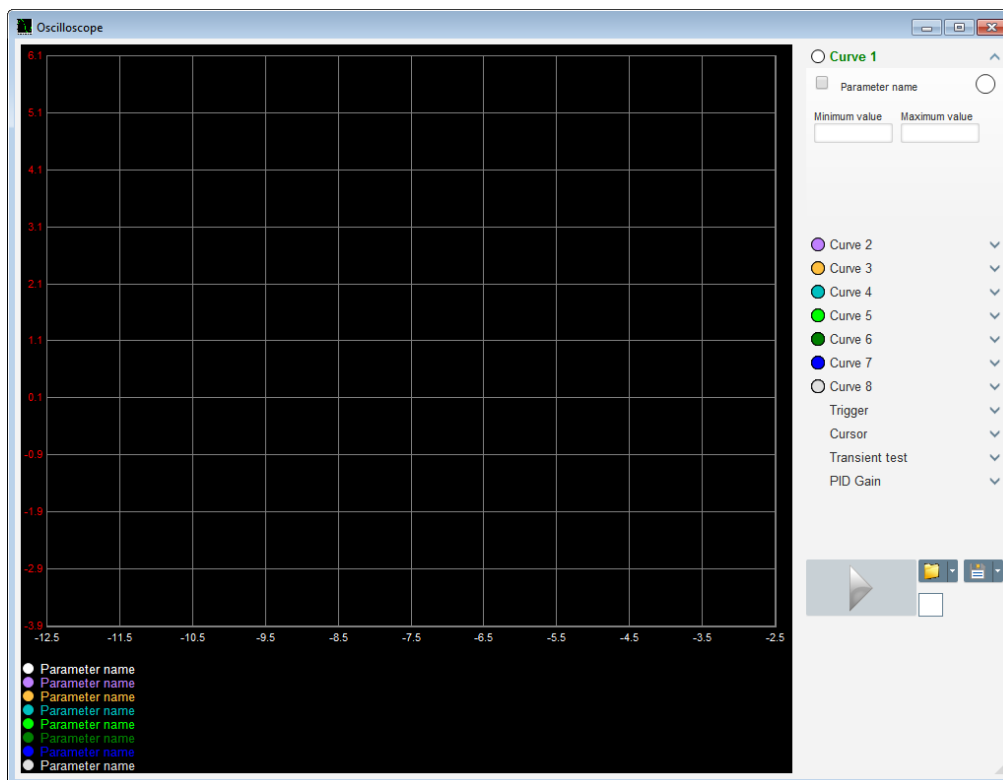 Oscilloscope
6.1
5.1
4.1
3.1
2.1
1.1
0.1
-0.9
-1.9
-2.9
-3.9
-12.5 -11.5 -10.5 -9.5 -8.5 -7.5 -6.5 -5.5 -4.5 -3.5 -2.5
Parameter name
Parameter name
Parameter name
Parameter name
Parameter name
Parameter name
Parameter name
Parameter name
Curve 1
Parameter name
Minimum value Maximum value
Curve 2
Curve 3
Curve 4
Curve 5
Curve 6
Curve 7
Curve 8
Trigger
Cursor
Transient test
PID Gain